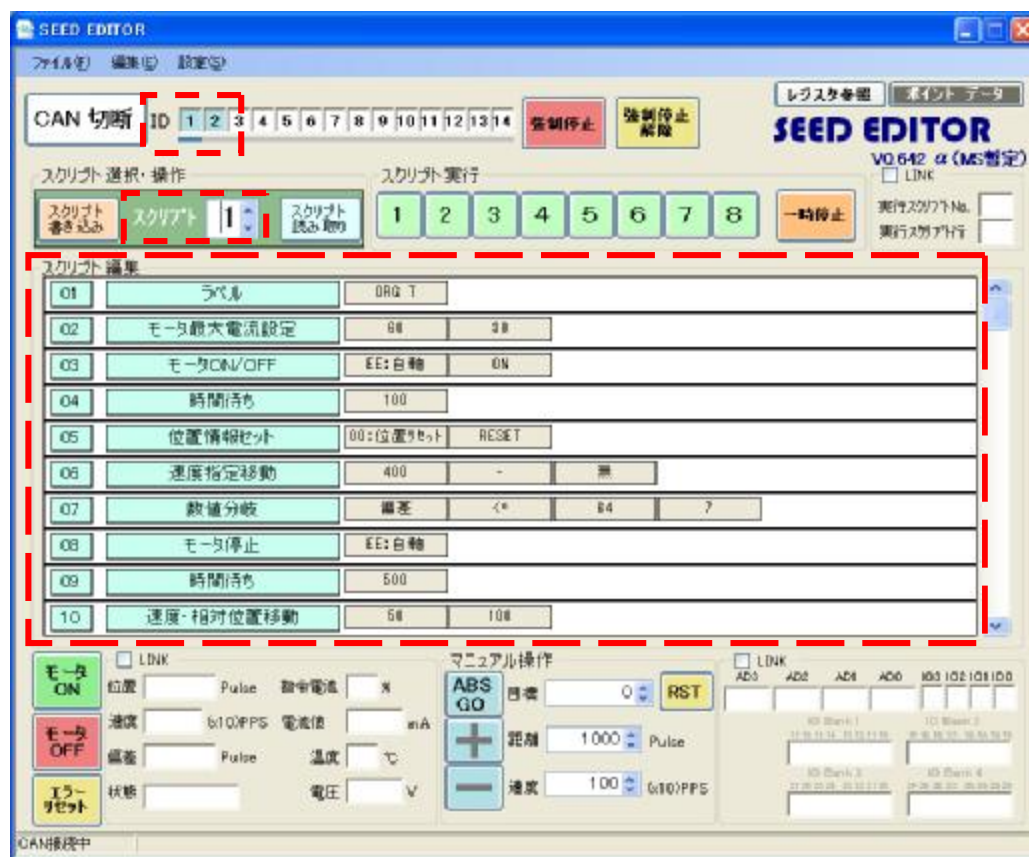 SEED EDITOR
ファイル(F) 編集(E) 設定(S)
CAN 切断 ID 1 2 3 4 5 6 7 8 9 10 11 12 13 14 強制停止 強制停止解除
レジスタ参照 ポイント データ
SEED EDITOR
V0.642 α(MS暫定)
スクリプト 選択・操作 スクリプト 実行 LINK
スクリプト書き込み スクリプト 1 スクリプト読み取り 1 2 3 4 5 6 7 8 一時停止
実行スクリプトNo.
実行スクリプト行
スクリプト 編集
01 ラベル ORG T
02 モータ最大電流設定
03 モータON/OFF EE:自軸 ON
04 時間待ち 100
05 位置情報セット 00:位置リセット RESET
06 速度指定移動 400 - 無
07 数値分岐 偏差 64 7
08 モータ停止 EE:自軸
09 時間待ち 500
10 速度・相対位置移動
モータ ON LINK マニュアル操作 LINK
位置 Pulse 指令電流 % ABS GO 目標 0 RST AD3 AD2 AD1 AD0 IO3 IO2 IO1 IO0
モータ OFF 速度 (x10)PPS 電流値 mA 距離 1000 Pulse IO Bank 1 IO Bank 2
偏差 Pulse 温度 ℃
エラーリセット 状態 電圧 V 速度 100 (x10)PPS IO Bank 3 IO Bank 4
CAN接続中